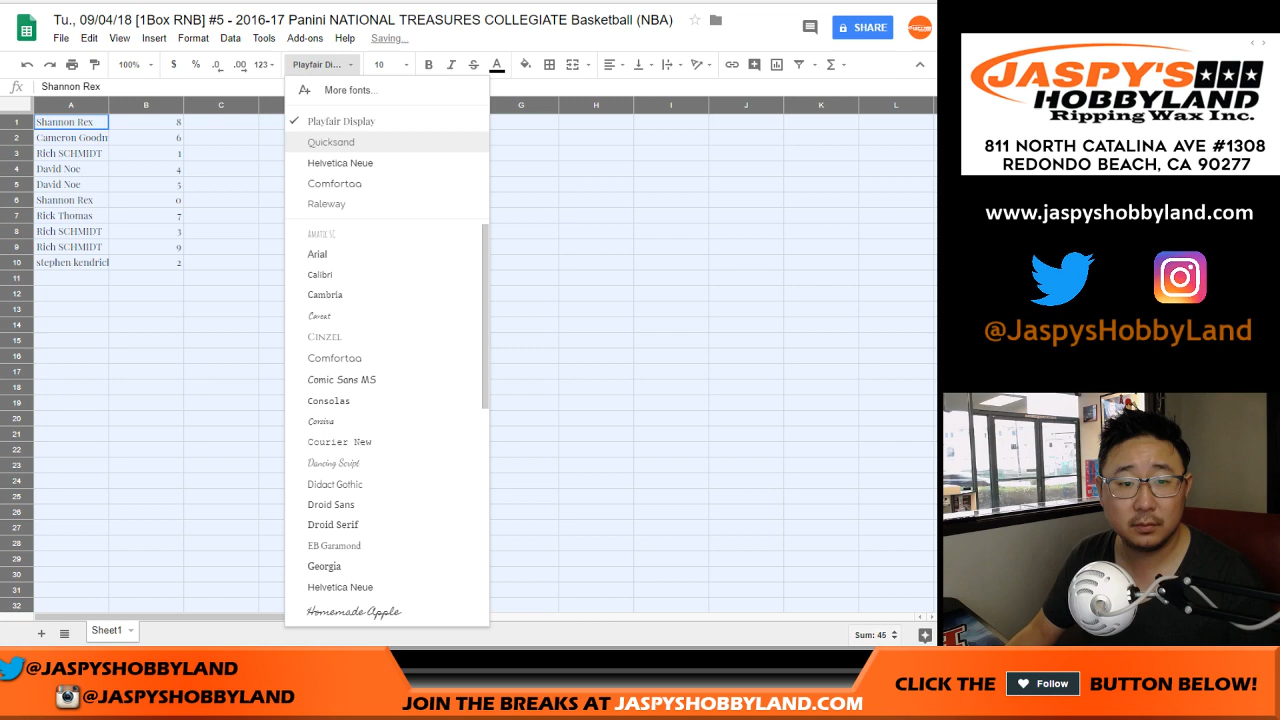 Tu., 09/04/18 [1Box RNB] #5 - 2016-17 Panini NATIONAL TREASURES COLLEGIATE Basketball (NBA)
File Edit View Insert Format Data Tools Add-ons Help Saving...
SHARE
100% $ % .0 .00 123 Playfair Di... 10 B I S A
fx Shannon Rex
A B C G H I J K L
1 Shannon Rex 8
2 Cameron Goodn 6
3 Rich SCHMIDT 1
4 David Noe 4
5 David Noe 5
6 Shannon Rex 0
7 Rick Thomas 7
8 Rich SCHMIDT 3
9 Rich SCHMIDT 9
10 stephen kendrick 2
11
12
13
14
15
16
17
18
19
20
21
22
23
24
25
26
27
28
29
30
31
32
More fonts...
Playfair Display
Quicksand
Helvetica Neue
Comfortaa
Raleway
AMATIC SC
Arial
Calibri
Cambria
Caveat
CINZEL
Comfortaa
Comic Sans MS
Consolas
Corsiva
Courier New
Dancing Script
Didact Gothic
Droid Sans
Droid Serif
EB Garamond
Georgia
Helvetica Neue
Homemade Apple
Sheet1
Sum: 45
JASPY'S
HOBBYLAND
Ripping Wax Inc.
811 NORTH CATALINA AVE #1308
REDONDO BEACH, CA 90277
www.jaspyshobbyland.com
@JaspysHobbyLand
@JASPYSHOBBYLAND
@JASPYSHOBBYLAND
JOIN THE BREAKS AT JASPYSHOBBYLAND.COM
CLICK THE Follow BUTTON BELOW!